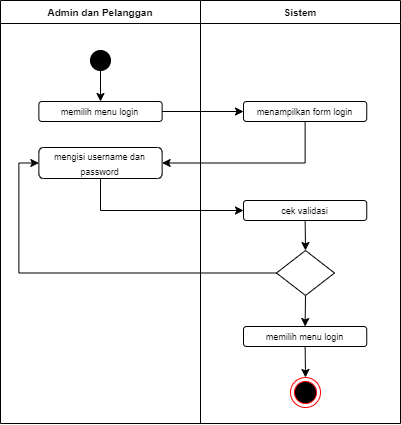 Admin dan Pelanggan
Sistem
memilih menu login
menampilkan form login
mengisi username dan
password
cek validasi
memilih menu login